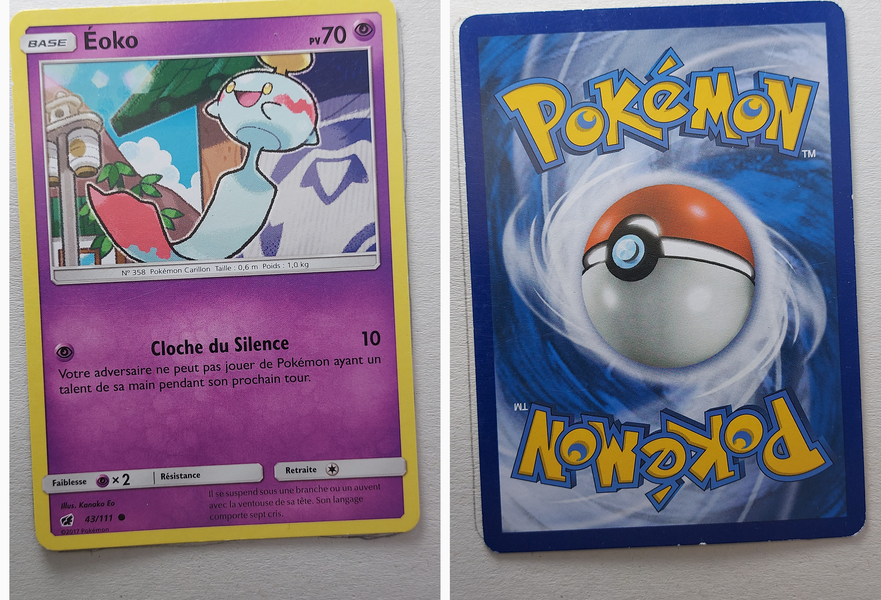 BASE Éoko PV70
N° 358 Pokémon Carillon Taille : 0,6 m Poids : 1,0 kg
Cloche du Silence 10
Votre adversaire ne peut pas jouer de Pokémon ayant un
talent de sa main pendant son prochain tour.
Faiblesse ×2 Résistance Retraite
Illus. Kanoko Eo
43/111
©2017 Pokémon
Il se suspend sous une branche ou un auvent
avec la ventouse de sa tête. Son langage
comporte sept cris.
POKéMON TM
POKéMON TM